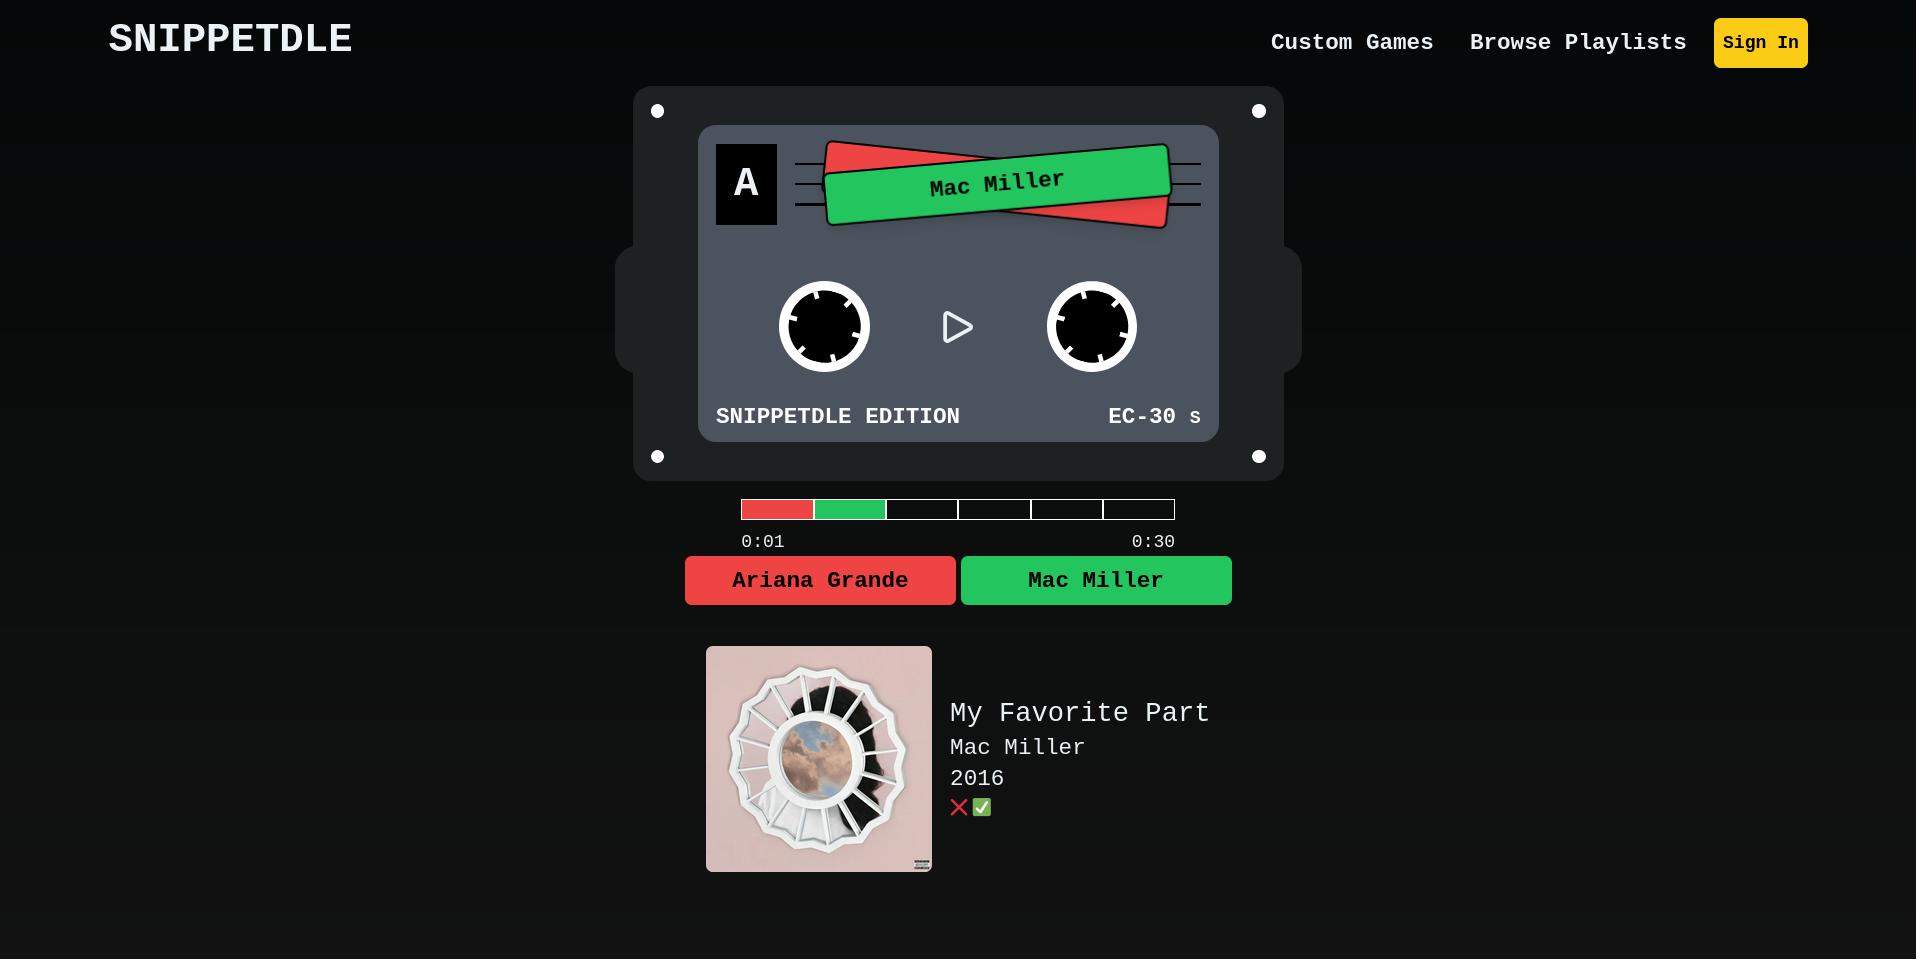 SNIPPETDLE
Custom Games
Browse Playlists
Sign In
A
Mac Miller
SNIPPETDLE EDITION
EC-30 S
0:01
0:30
Ariana Grande
Mac Miller
My Favorite Part
Mac Miller
2016